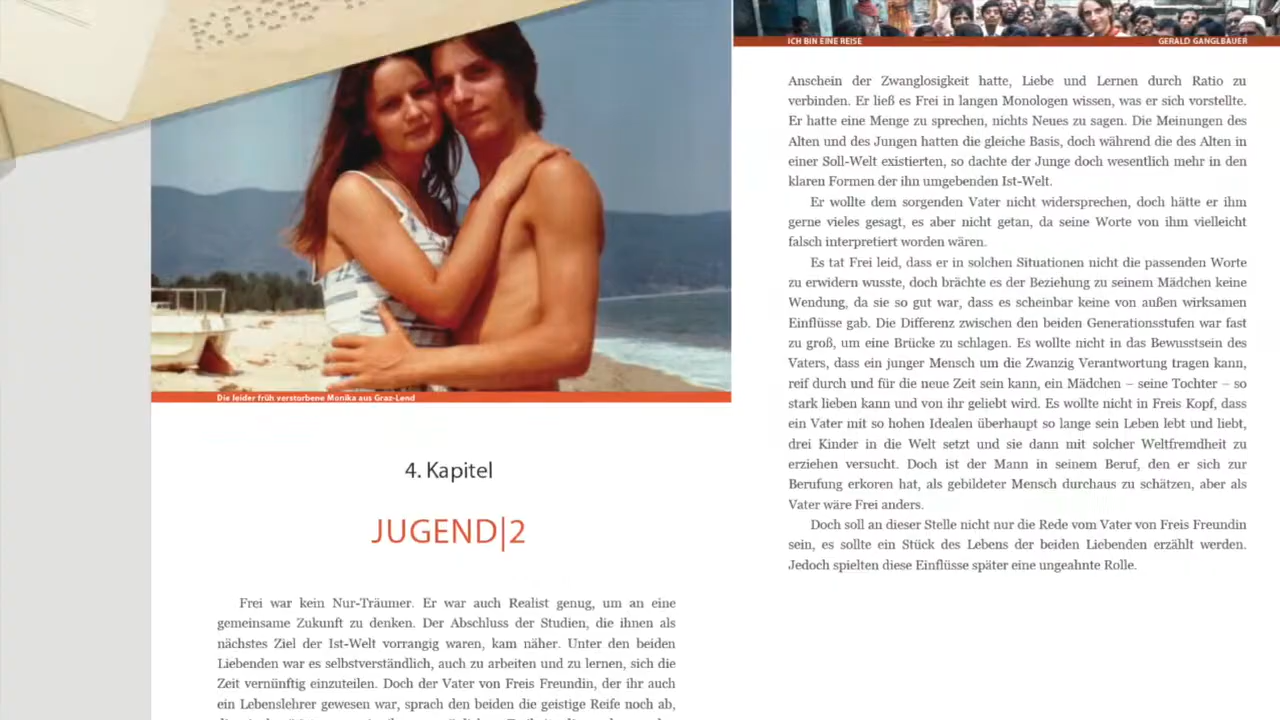 Die leider früh verstorbene Monika aus Graz-Lend
4. Kapitel
JUGEND|2
Frei war kein Nur-Träumer. Er war auch Realist genug, um an eine
gemeinsame Zukunft zu denken. Der Abschluss der Studien, die ihnen als
nächstes Ziel der Ist-Welt vorrangig waren, kam näher. Unter den beiden
Liebenden war es selbstverständlich, auch zu arbeiten und zu lernen, sich die
Zeit vernünftig einzuteilen. Doch der Vater von Freis Freundin, der ihr auch
ein Lebenslehrer gewesen war, sprach den beiden die geistige Reife noch ab,
ICH BIN EINE REISE
GERALD GANGLBAUER
Anschein der Zwanglosigkeit hatte, Liebe und Lernen durch Ratio zu
verbinden. Er ließ es Frei in langen Monologen wissen, was er sich vorstellte.
Er hatte eine Menge zu sprechen, nichts Neues zu sagen. Die Meinungen des
Alten und des Jungen hatten die gleiche Basis, doch während die des Alten in
einer Soll-Welt existierten, so dachte der Junge doch wesentlich mehr in den
klaren Formen der ihn umgebenden Ist-Welt.
Er wollte dem sorgenden Vater nicht widersprechen, doch hätte er ihm
gerne vieles gesagt, es aber nicht getan, da seine Worte von ihm vielleicht
falsch interpretiert worden wären.
Es tat Frei leid, dass er in solchen Situationen nicht die passenden Worte
zu erwidern wusste, doch brächte es der Beziehung zu seinem Mädchen keine
Wendung, da sie so gut war, dass es scheinbar keine von außen wirksamen
Einflüsse gab. Die Differenz zwischen den beiden Generationsstufen war fast
zu groß, um eine Brücke zu schlagen. Es wollte nicht in das Bewusstsein des
Vaters, dass ein junger Mensch um die Zwanzig Verantwortung tragen kann,
reif durch und für die neue Zeit sein kann, ein Mädchen – seine Tochter – so
stark lieben kann und von ihr geliebt wird. Es wollte nicht in Freis Kopf, dass
ein Vater mit so hohen Idealen überhaupt so lange sein Leben lebt und liebt,
drei Kinder in die Welt setzt und sie dann mit solcher Weltfremdheit zu
erziehen versucht. Doch ist der Mann in seinem Beruf, den er sich zur
Berufung erkoren hat, als gebildeter Mensch durchaus zu schätzen, aber als
Vater wäre Frei anders.
Doch soll an dieser Stelle nicht nur die Rede vom Vater von Freis Freundin
sein, es sollte ein Stück des Lebens der beiden Liebenden erzählt werden.
Jedoch spielten diese Einflüsse später eine ungeahnte Rolle.